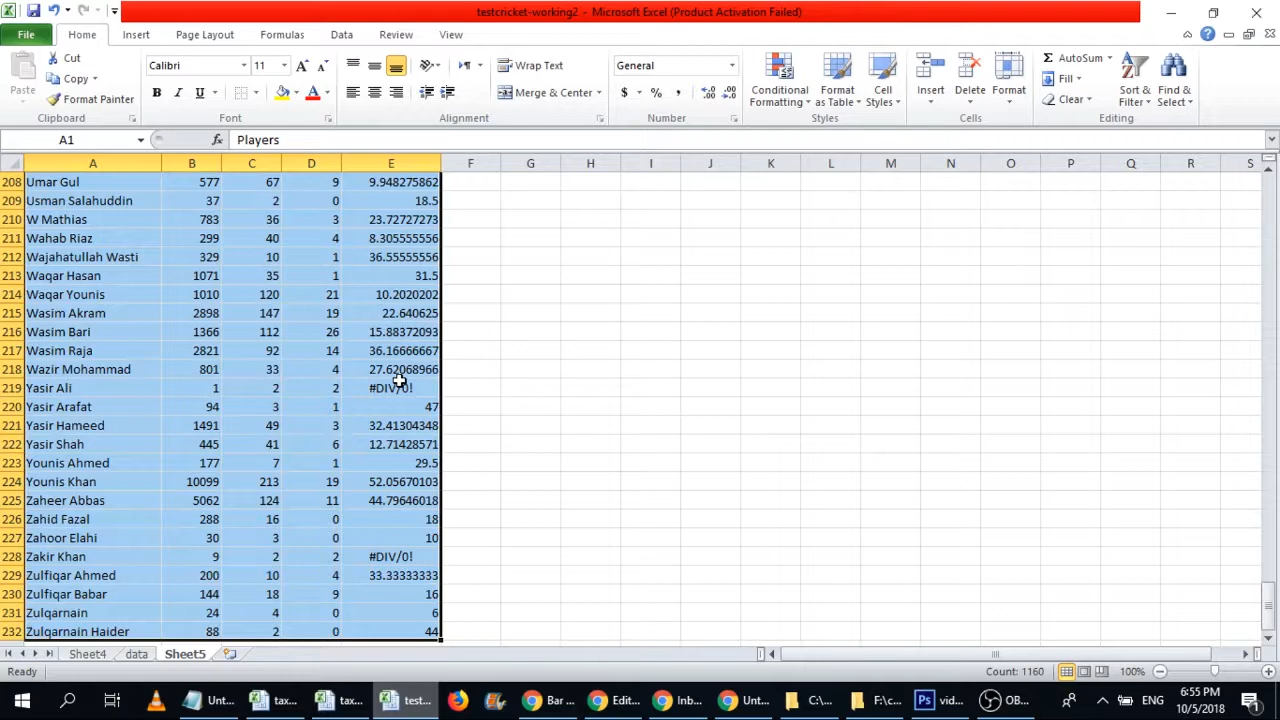 testcricket-working2 - Microsoft Excel (Product Activation Failed)
File Home Insert Page Layout Formulas Data Review View
Paste Cut Copy Format Painter Clipboard
Calibri 11 A A B I U A Font
Wrap Text Merge & Center Alignment
General $ % , Number
Conditional Formatting Format as Table Cell Styles Styles
Insert Delete Format Cells
Σ AutoSum Fill Clear Sort & Filter Find & Select Editing
A1 fx Players
A B C D E F G H I J K L M N O P Q R S
208 Umar Gul 577 67 9 9.948275862
209 Usman Salahuddin 37 2 0 18.5
210 W Mathias 783 36 3 23.72727273
211 Wahab Riaz 299 40 4 8.305555556
212 Wajahatullah Wasti 329 10 1 36.55555556
213 Waqar Hasan 1071 35 1 31.5
214 Waqar Younis 1010 120 21 10.2020202
215 Wasim Akram 2898 147 19 22.640625
216 Wasim Bari 1366 112 26 15.88372093
217 Wasim Raja 2821 92 14 36.16666667
218 Wazir Mohammad 801 33 4 27.62068966
219 Yasir Ali 1 2 2 #DIV/0!
220 Yasir Arafat 94 3 1 47
221 Yasir Hameed 1491 49 3 32.41304348
222 Yasir Shah 445 41 6 12.71428571
223 Younis Ahmed 177 7 1 29.5
224 Younis Khan 10099 213 19 52.05670103
225 Zaheer Abbas 5062 124 11 44.79646018
226 Zahid Fazal 288 16 0 18
227 Zahoor Elahi 30 3 0 10
228 Zakir Khan 9 2 2 #DIV/0!
229 Zulfiqar Ahmed 200 10 4 33.33333333
230 Zulfiqar Babar 144 18 9 16
231 Zulqarnain 24 4 0 6
232 Zulqarnain Haider 88 2 0 44
Sheet4 data Sheet5
Ready Count: 1160 100%
Unt... tax... tax... test... Bar ... Edit... Inb... Unt... C:\... F:\c... Ps vid... OB... ENG 6:55 PM
10/5/2018